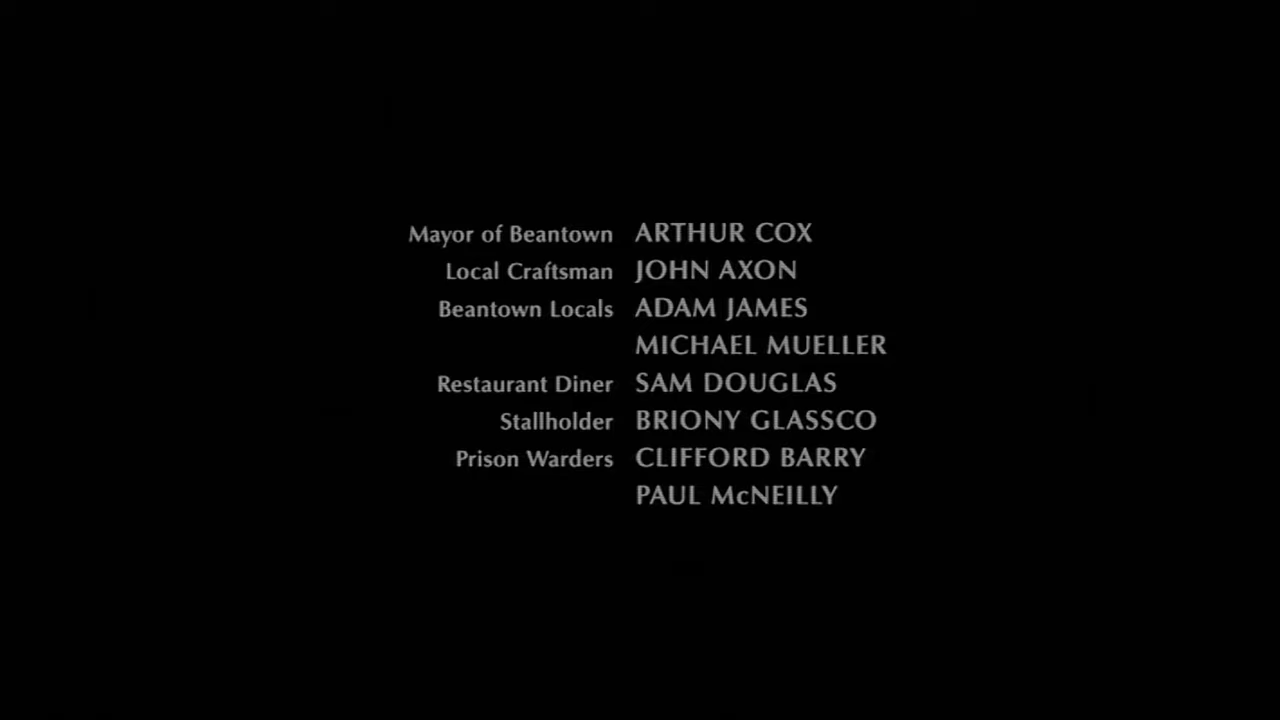 Mayor of Beantown ARTHUR COX
Local Craftsman JOHN AXON
Beantown Locals ADAM JAMES
MICHAEL MUELLER
Restaurant Diner SAM DOUGLAS
Stallholder BRIONY GLASSCO
Prison Warders CLIFFORD BARRY
PAUL McNEILLY